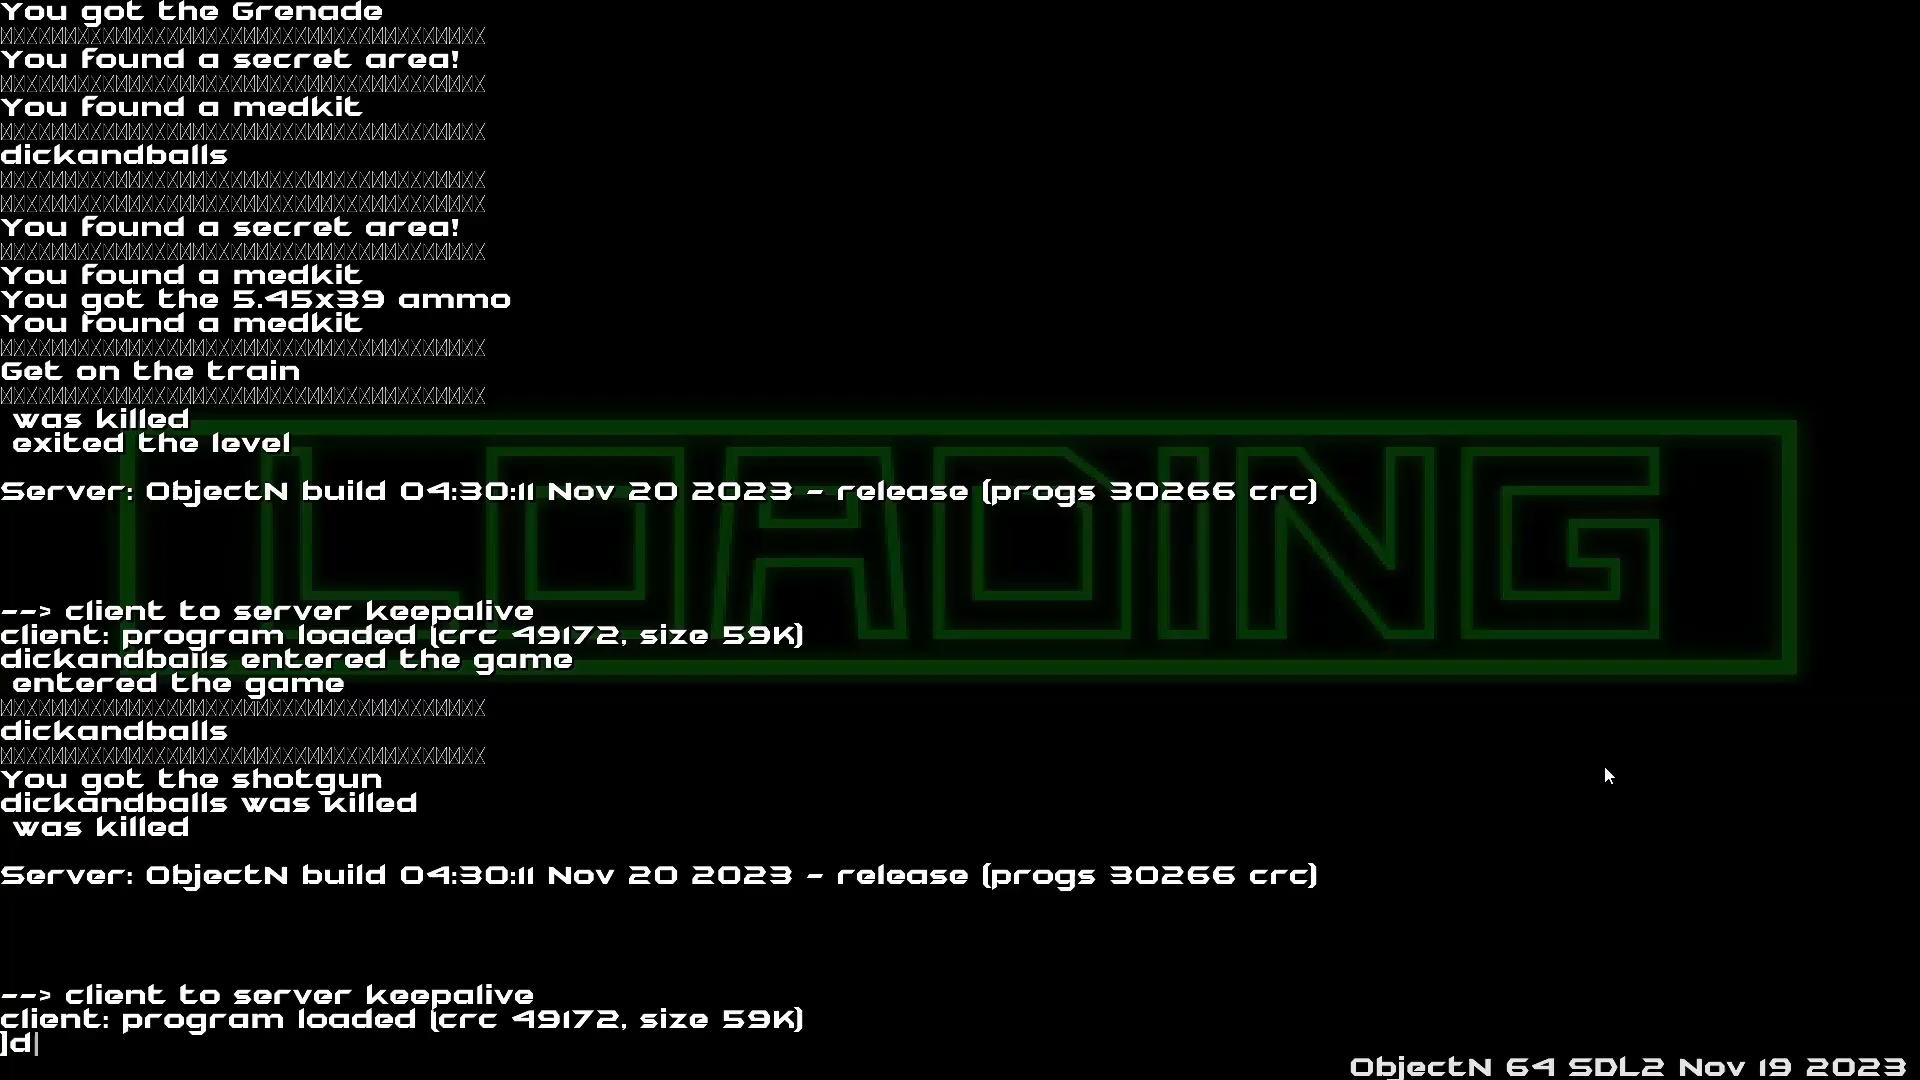 You got the Grenade
You found a secret area!
You found a medkit
dickandballs
You found a secret area!
You found a medkit
You got the 5.45x39 ammo
You found a medkit
Get on the train
was killed
exited the level
LOADING
Server: ObjectN build 04:30:11 Nov 20 2023 - release (progs 30266 crc)
--> client to server keepalive
client: program loaded (crc 49172, size 59K)
dickandballs entered the game
entered the game
dickandballs
You got the shotgun
dickandballs was killed
was killed
Server: ObjectN build 04:30:11 Nov 20 2023 - release (progs 30266 crc)
--> client to server keepalive
client: program loaded (crc 49172, size 59K)
]d
ObjectN 64 SDL2 Nov 19 2023